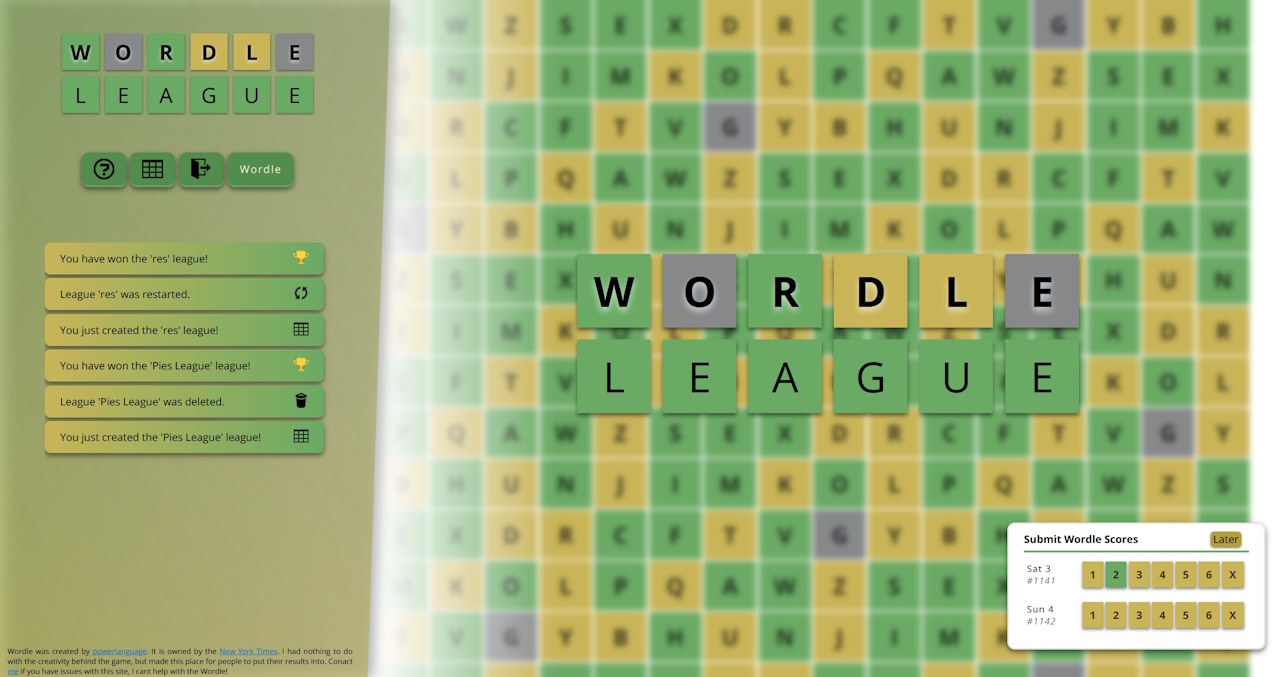 WORDLE
LEAGUE
Wordle
You have won the 'res' league!
League 'res' was restarted.
You just created the 'res' league!
You have won the 'Pies League' league!
League 'Pies League' was deleted.
You just created the 'Pies League' league!
Wordle was created by powerlanguage. It is owned by the New York Times. I had nothing to do
with the creativity behind the game, but made this place for people to put their results into. Conact
me if you have issues with this site, I cant help with the Wordle!
WORDLE
LEAGUE
Submit Wordle Scores Later
Sat 3
#1141
1 2 3 4 5 6 X
Sun 4
#1142
1 2 3 4 5 6 X